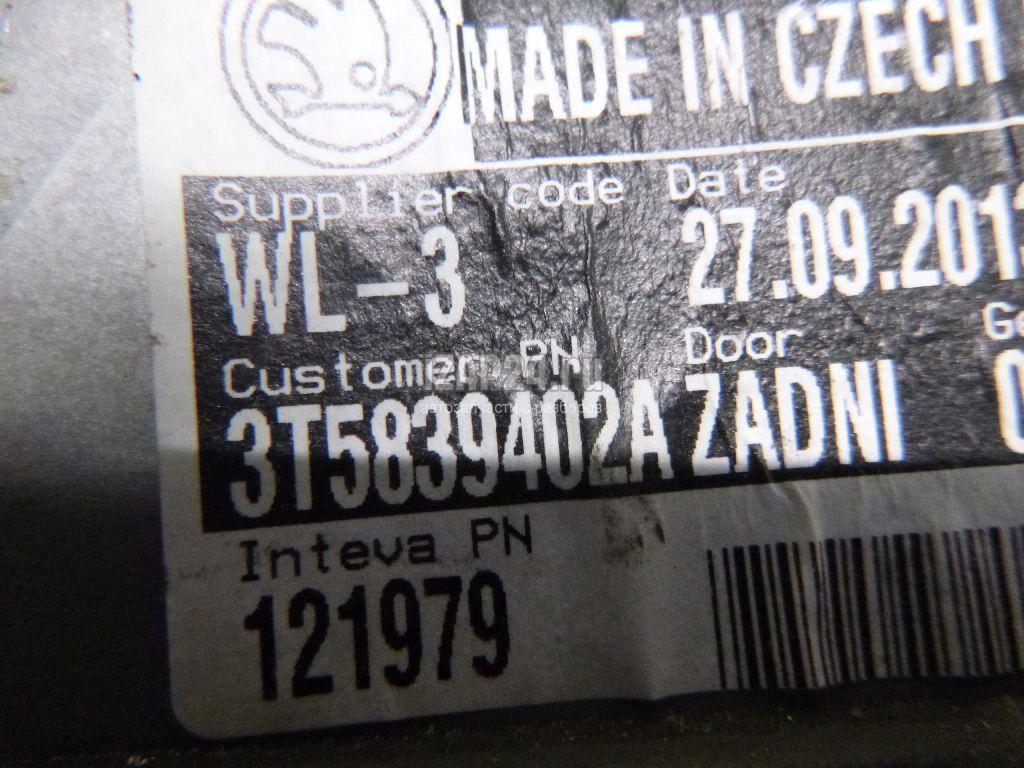 MADE IN CZECH
Supplier code Date
WL-3 27.09.201
Customer PN Door
3T5839402A ZADNI
Inteva PN
121979